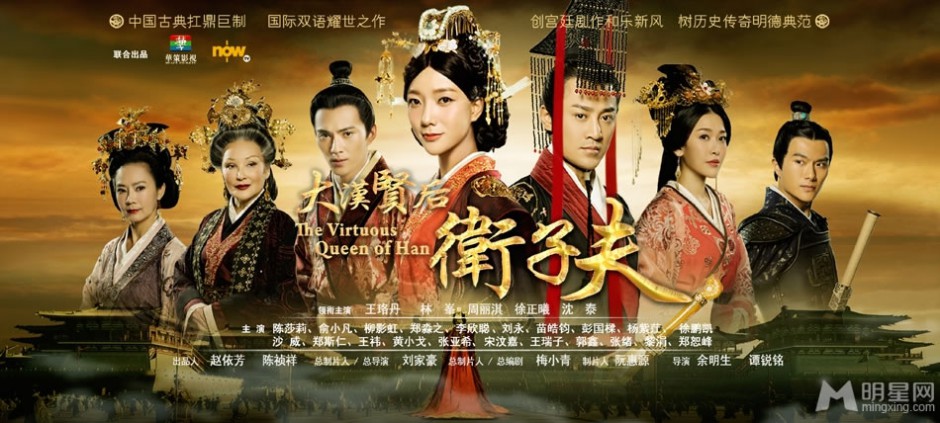 中国古典扛鼎巨制 国际双语耀世之作 创宫廷剧作和乐新风 树历史传奇明德典范
联合出品 華策影視 now
大漢賢后
The Virtuous
Queen of Han
衛子夫
领衔主演 王珞丹 林峯 周丽淇 徐正曦 沈泰
主演 陈莎莉、俞小凡、柳影虹、郑淼之、李欣聪、刘永、苗皓钧、彭国樑、杨紫茳、徐鹏凯
沙威、郑斯仁、王祎、黄小戈、张亚希、宋汶嘉、王瑞子、郭鑫、张绪、黎涓、郑恕峰
出品人 赵依芳 陈祯祥 总制片人/总导演 刘家豪 总制片人/总编剧 梅小青 制片人 阮惠源 导演 余明生 谭锐铭
明星网
mingxing.com